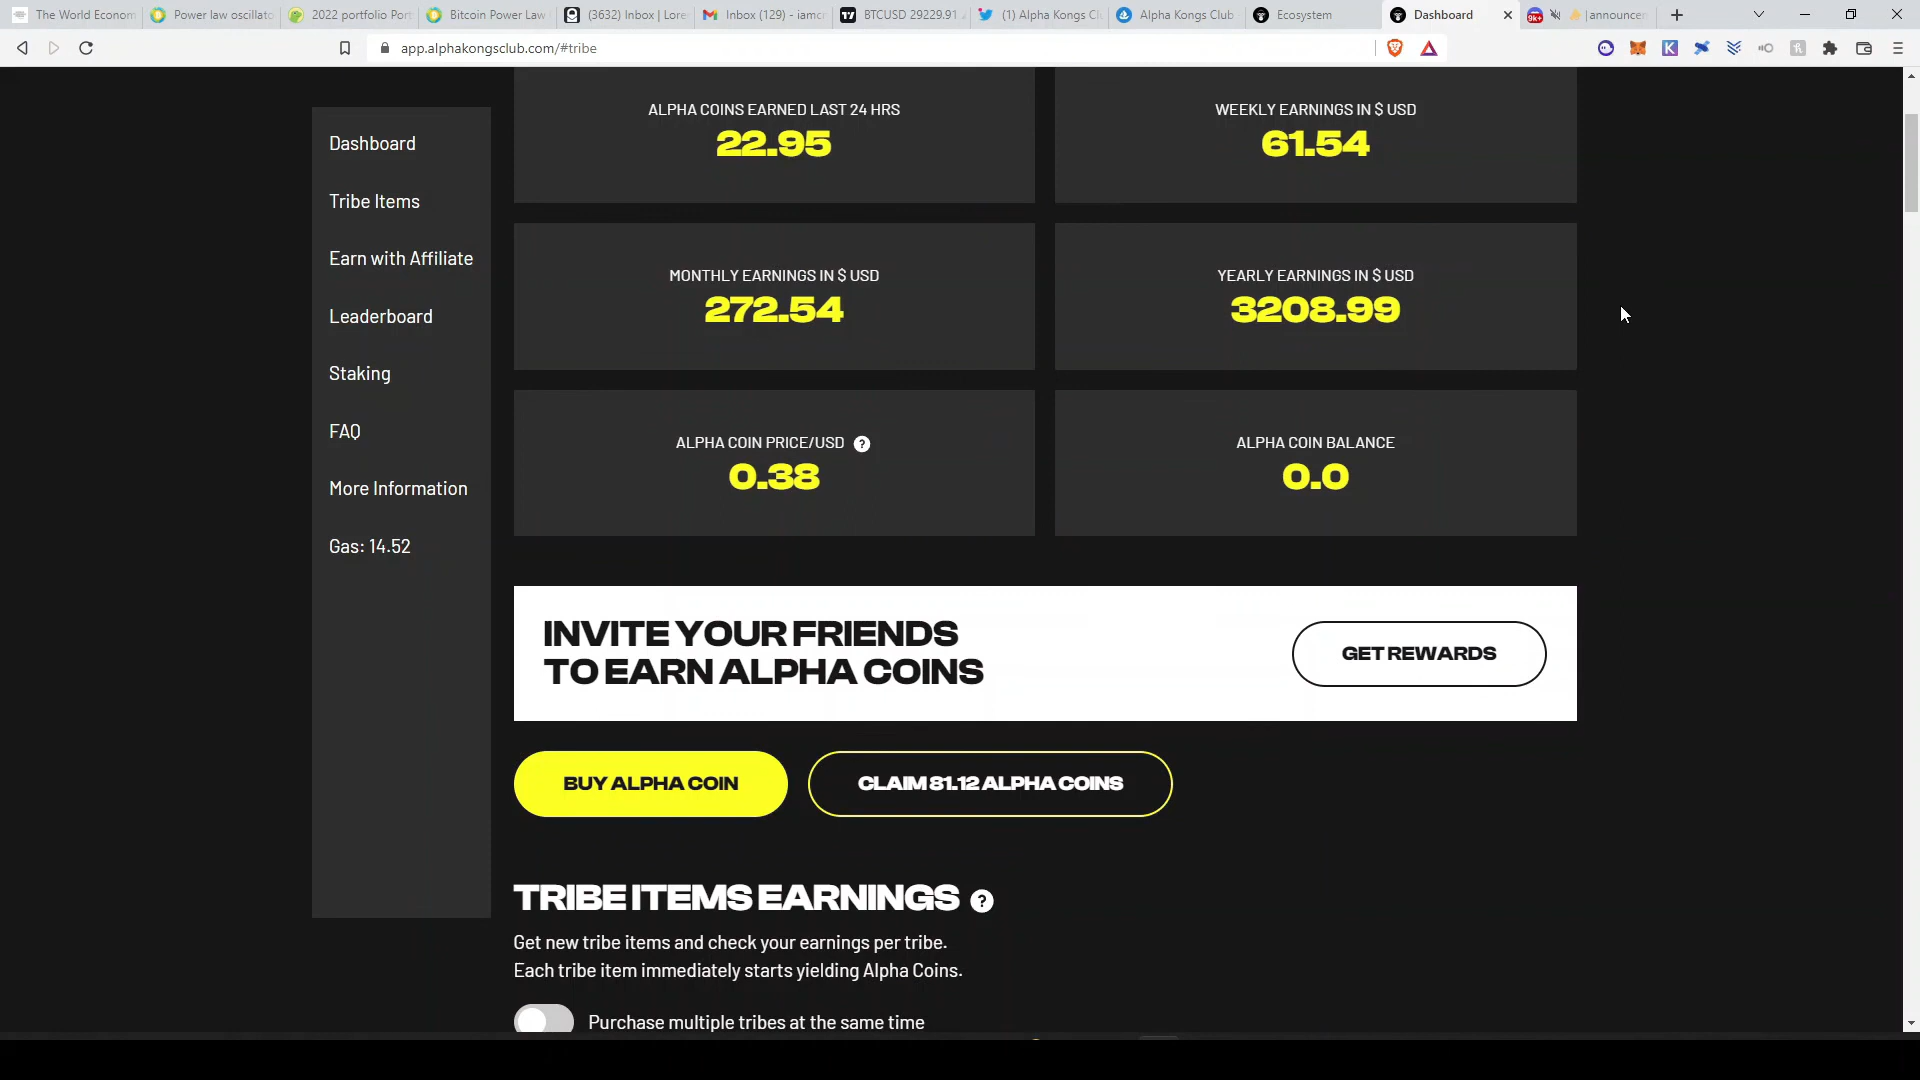 The World Econom
Power law oscillato
2022 portfolio Port
Bitcoin Power Law
(3632) Inbox | Lore
Inbox (129) - iamcr
BTCUSD 29229.91
(1) Alpha Kongs Cl
Alpha Kongs Club
Ecosystem
Dashboard
9k+
| announcem
app.alphakongsclub.com/#tribe
Dashboard
Tribe Items
Earn with Affiliate
Leaderboard
Staking
FAQ
More Information
Gas: 14.52
ALPHA COINS EARNED LAST 24 HRS
22.95
WEEKLY EARNINGS IN $ USD
61.54
MONTHLY EARNINGS IN $ USD
272.54
YEARLY EARNINGS IN $ USD
3208.99
ALPHA COIN PRICE/USD ?
0.38
ALPHA COIN BALANCE
0.0
INVITE YOUR FRIENDS
TO EARN ALPHA COINS
GET REWARDS
BUY ALPHA COIN
CLAIM 81.12 ALPHA COINS
TRIBE ITEMS EARNINGS ?
Get new tribe items and check your earnings per tribe.
Each tribe item immediately starts yielding Alpha Coins.
Purchase multiple tribes at the same time